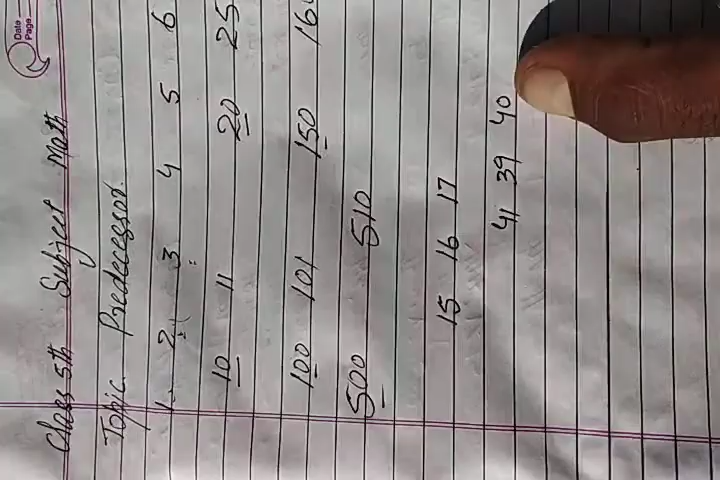 Date
Page
Class 5th Subject Math
Topic. Predecessor.
1. 2 3 4 5 6
10 11 20 25
100 101 150
500 510
15 16 17
41 39 40